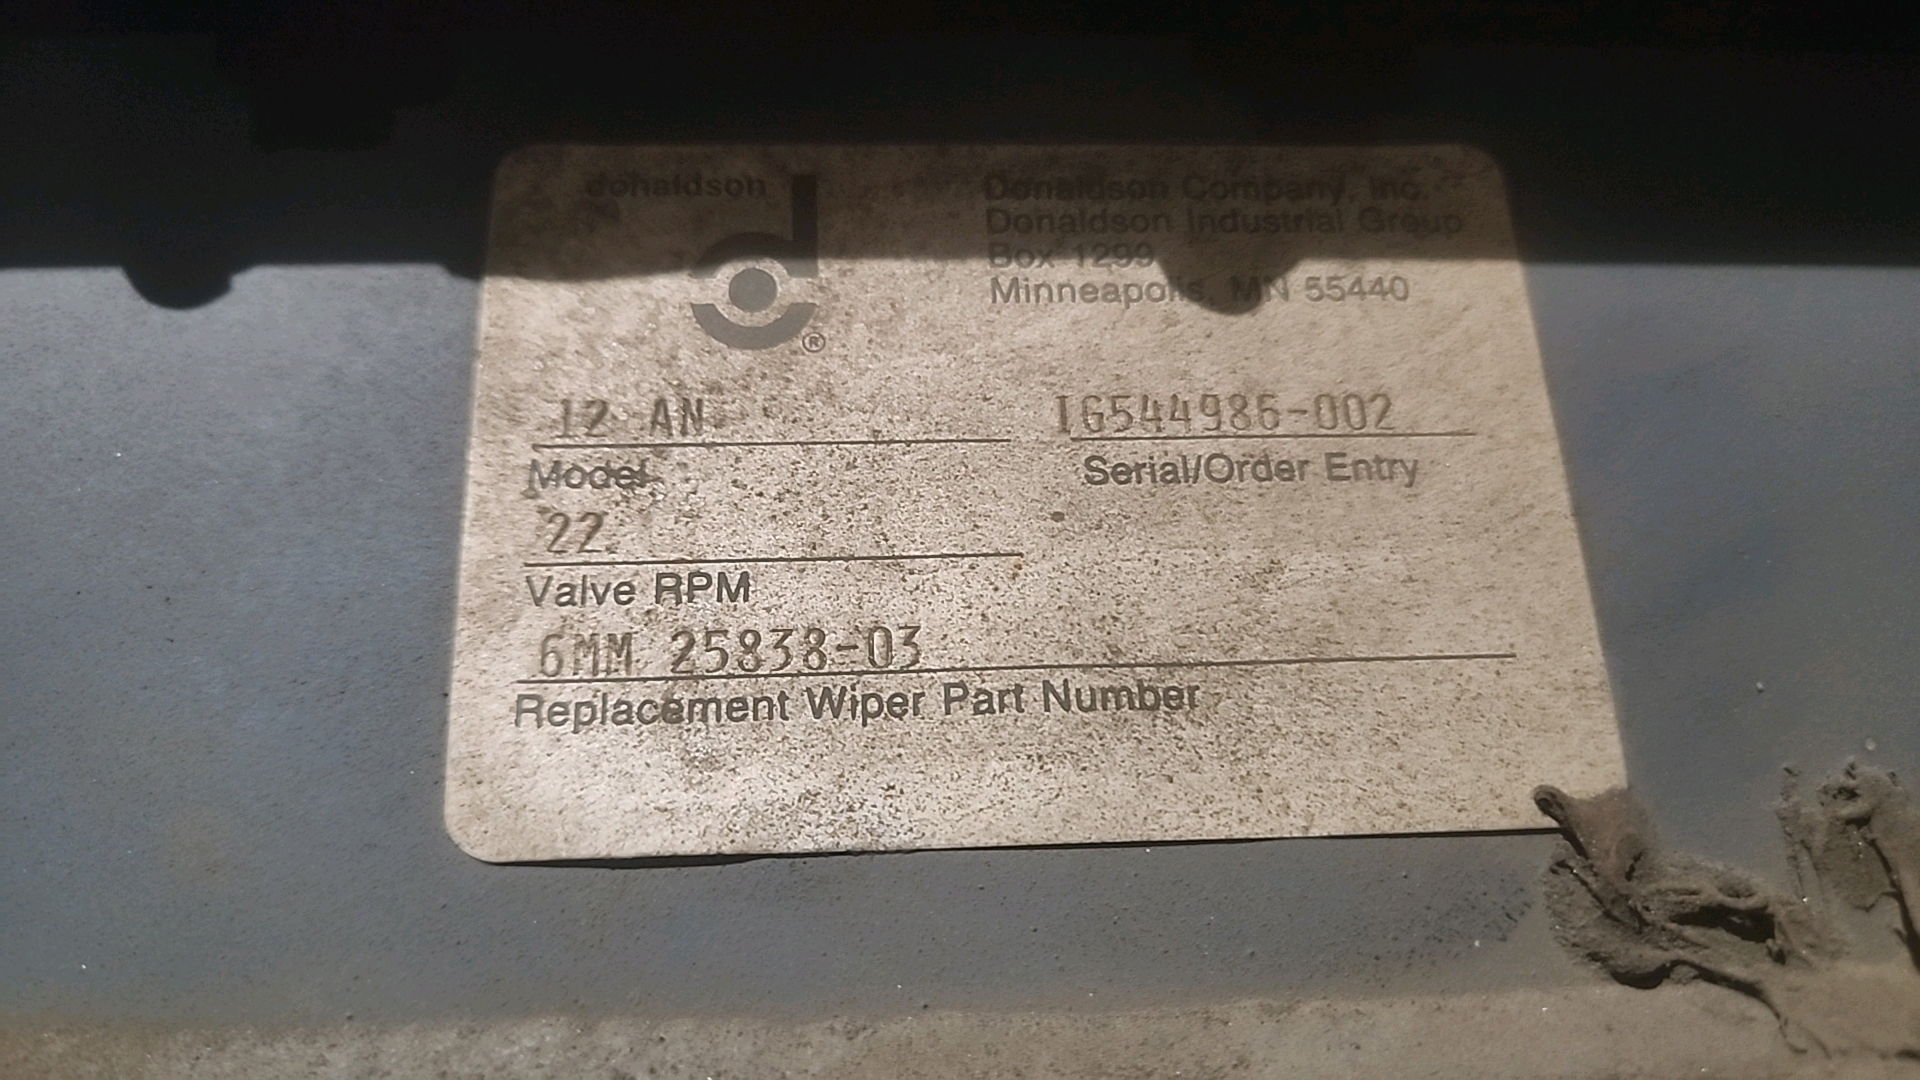 donaldson
®
Donaldson Company, Inc.
Donaldson Industrial Group
Box 1299
Minneapolis, MN 55440
12 AN
Model
IG544986-002
Serial/Order Entry
22
Valve RPM
6MM 25838-03
Replacement Wiper Part Number